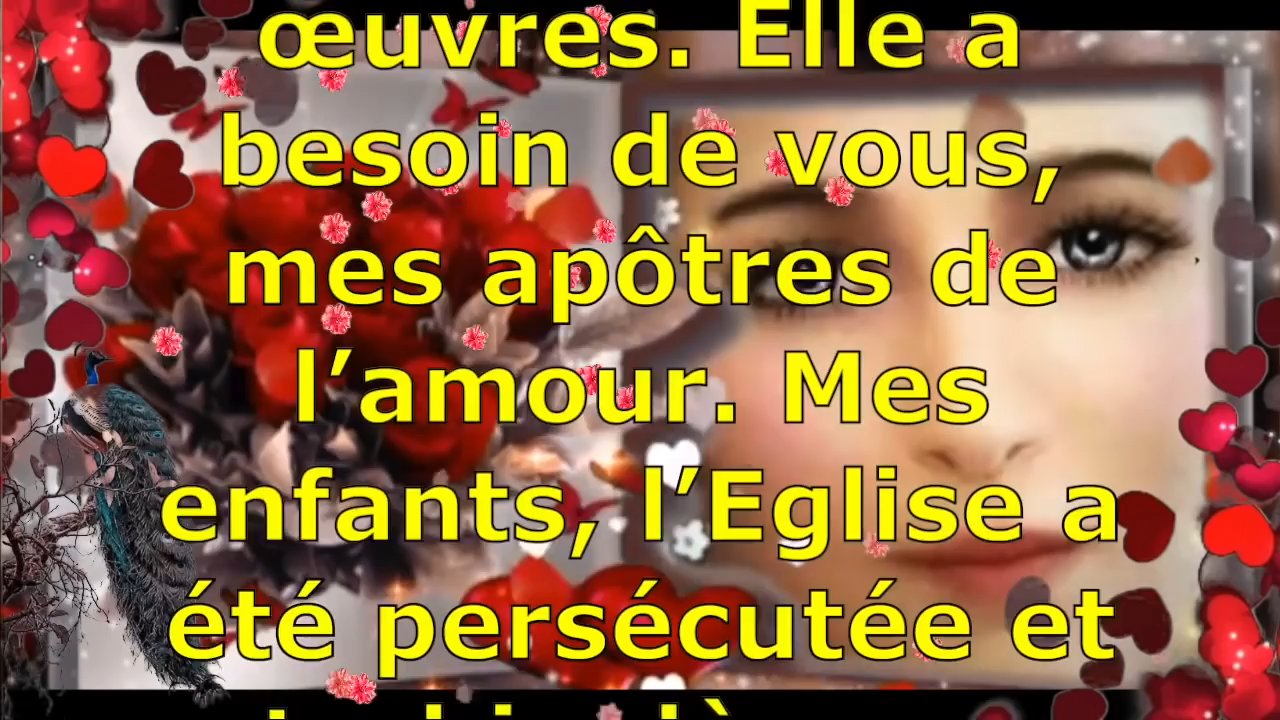 œuvres. Elle a
besoin de vous,
mes apôtres de
l’amour. Mes
enfants, l’Eglise a
été persécutée et